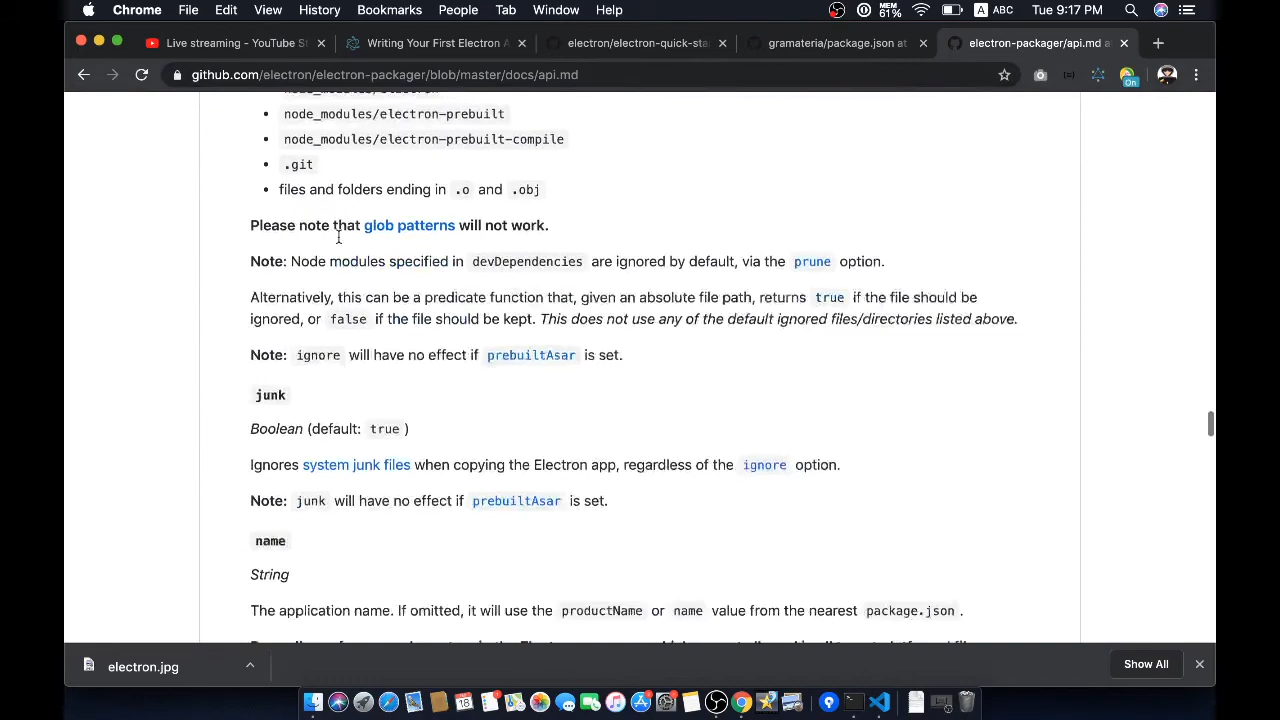 Chrome File Edit View History Bookmarks People Tab Window Help MEM 61% A ABC Tue 9:17 PM
Live streaming - YouTube S Writing Your First Electron A electron/electron-quick-sta gramateria/package.json at electron-packager/api.md a
github.com/electron/electron-packager/blob/master/docs/api.md On
node_modules/electron-prebuilt
node_modules/electron-prebuilt-compile
.git
files and folders ending in .o and .obj
Please note that glob patterns will not work.
Note: Node modules specified in devDependencies are ignored by default, via the prune option.
Alternatively, this can be a predicate function that, given an absolute file path, returns true if the file should be
ignored, or false if the file should be kept. This does not use any of the default ignored files/directories listed above.
Note: ignore will have no effect if prebuiltAsar is set.
junk
Boolean (default: true )
Ignores system junk files when copying the Electron app, regardless of the ignore option.
Note: junk will have no effect if prebuiltAsar is set.
name
String
The application name. If omitted, it will use the productName or name value from the nearest package.json.
electron.jpg Show All